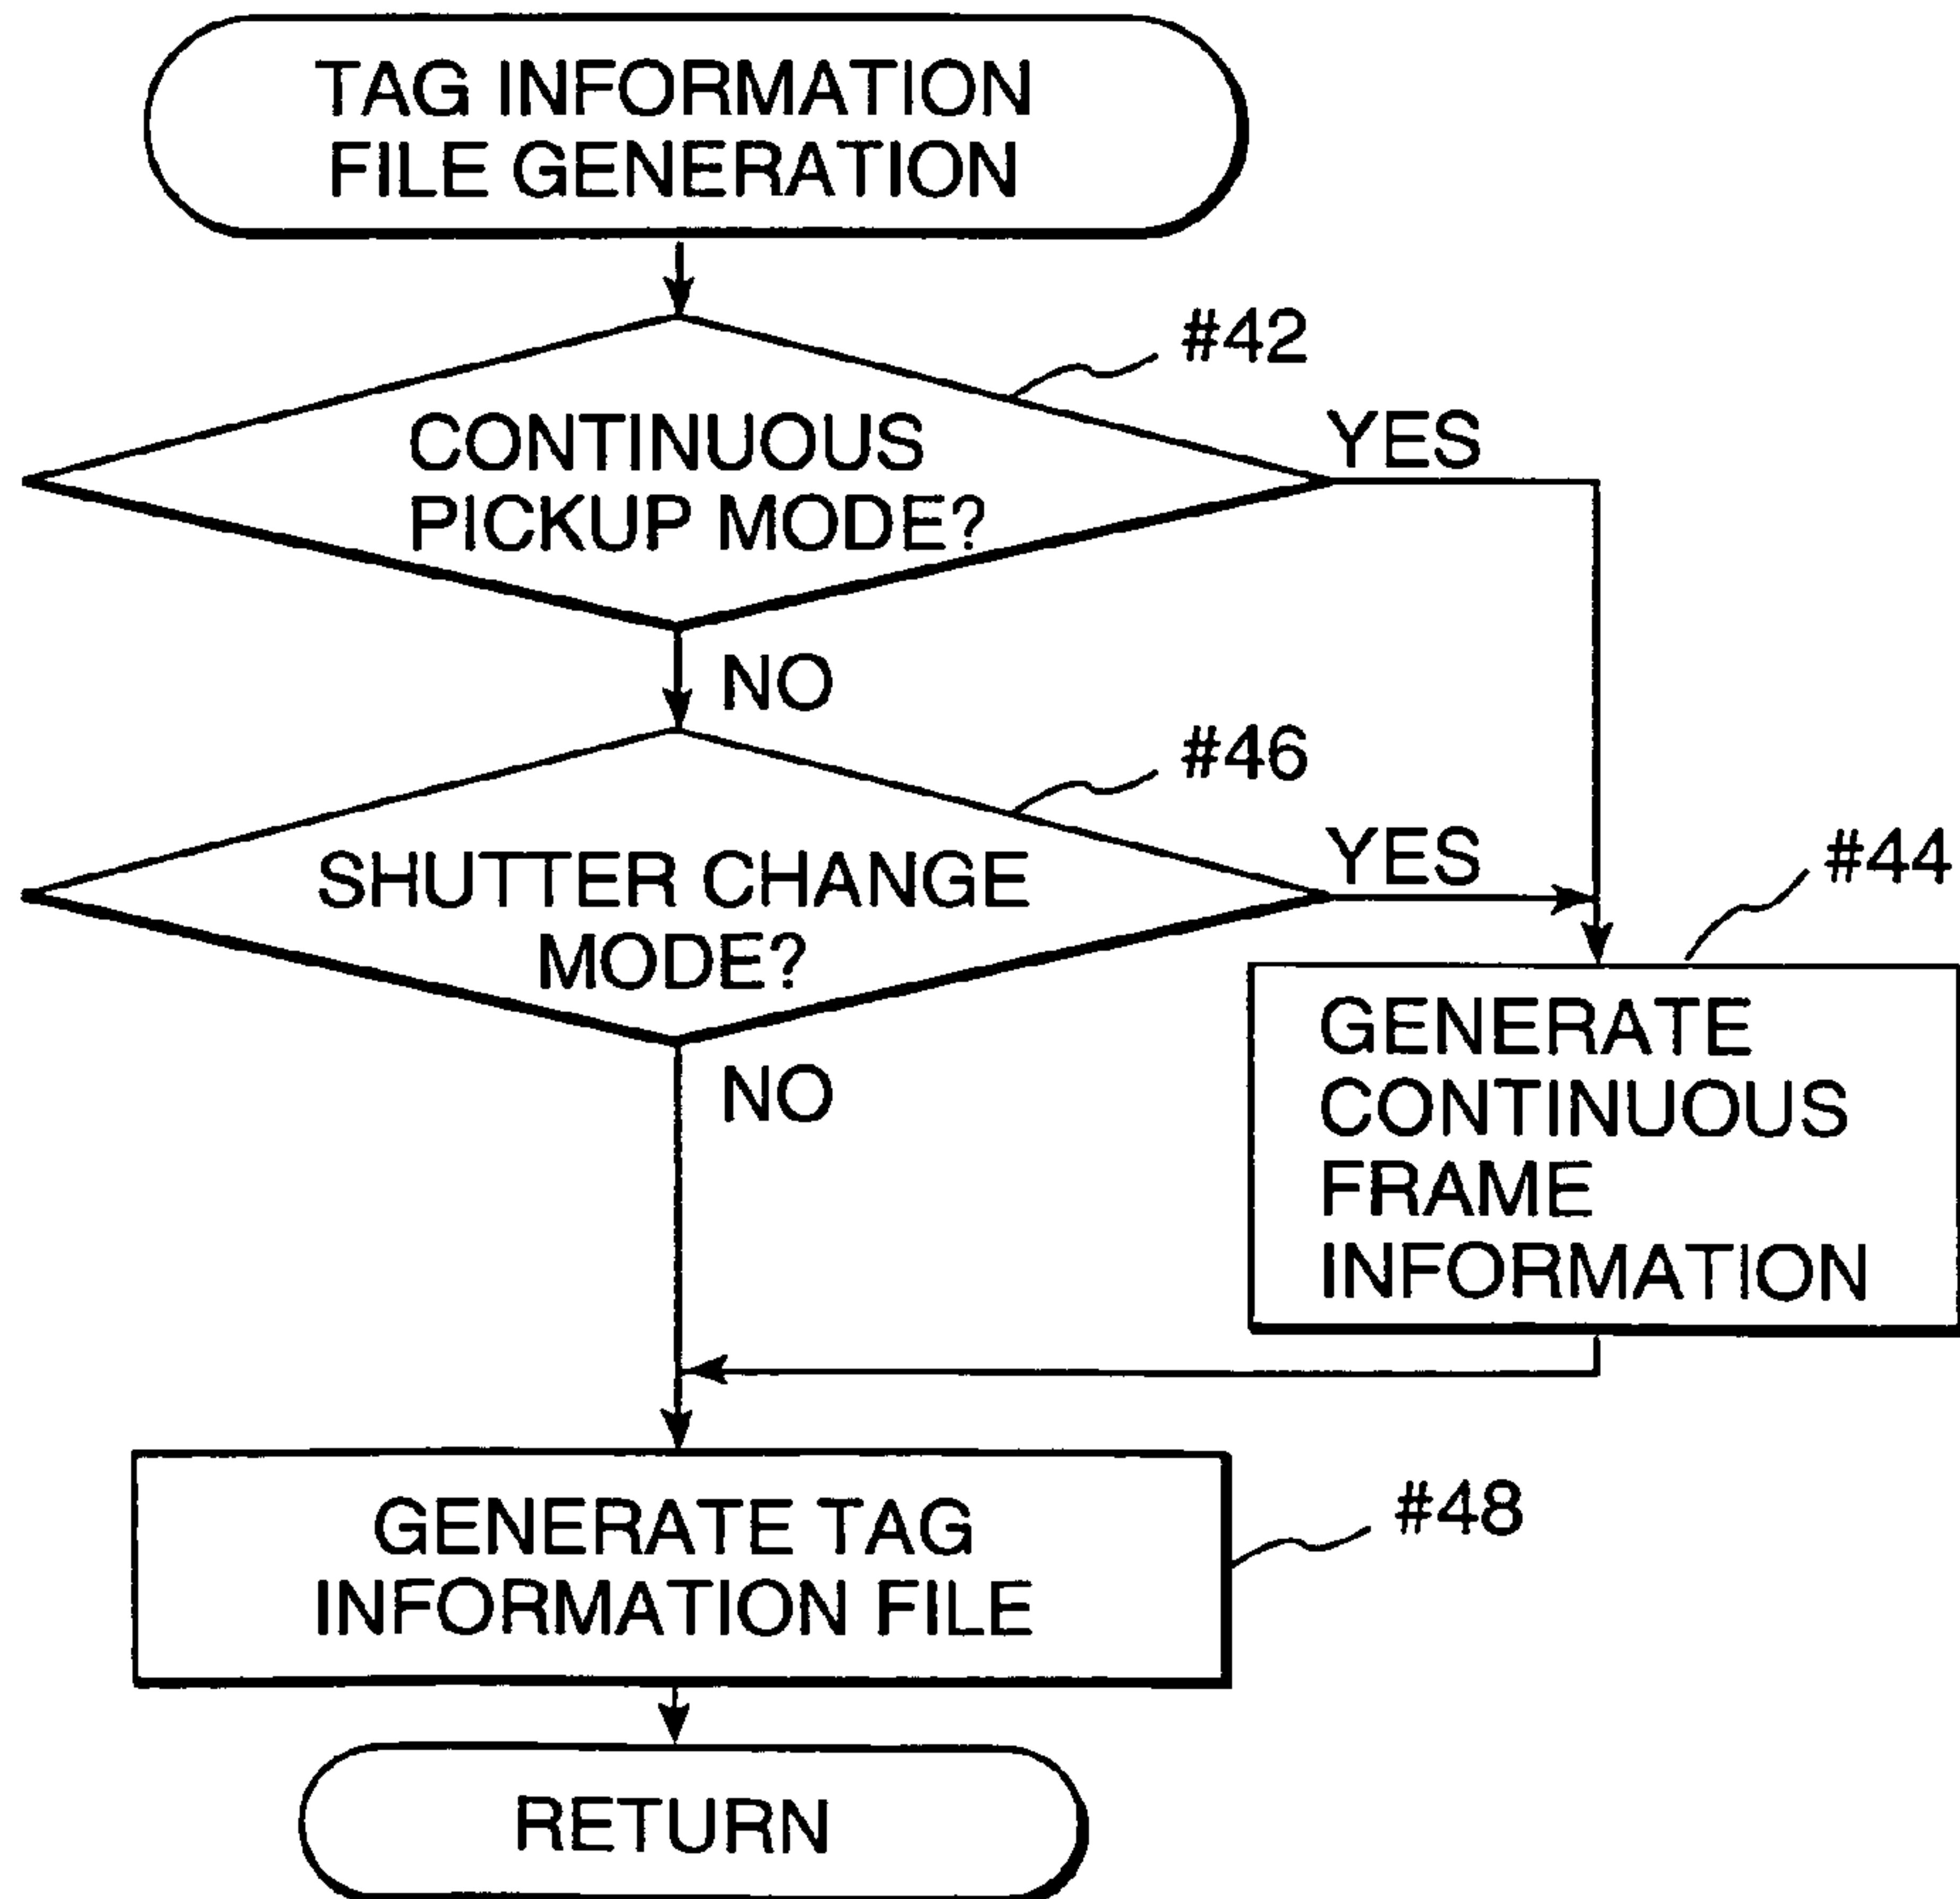 TAG INFORMATION
FILE GENERATION
#42
CONTINUOUS
PICKUP MODE?
YES
NO
#46
SHUTTER CHANGE
MODE?
YES
#44
GENERATE
CONTINUOUS
FRAME
INFORMATION
NO
GENERATE TAG
INFORMATION FILE
#48
RETURN